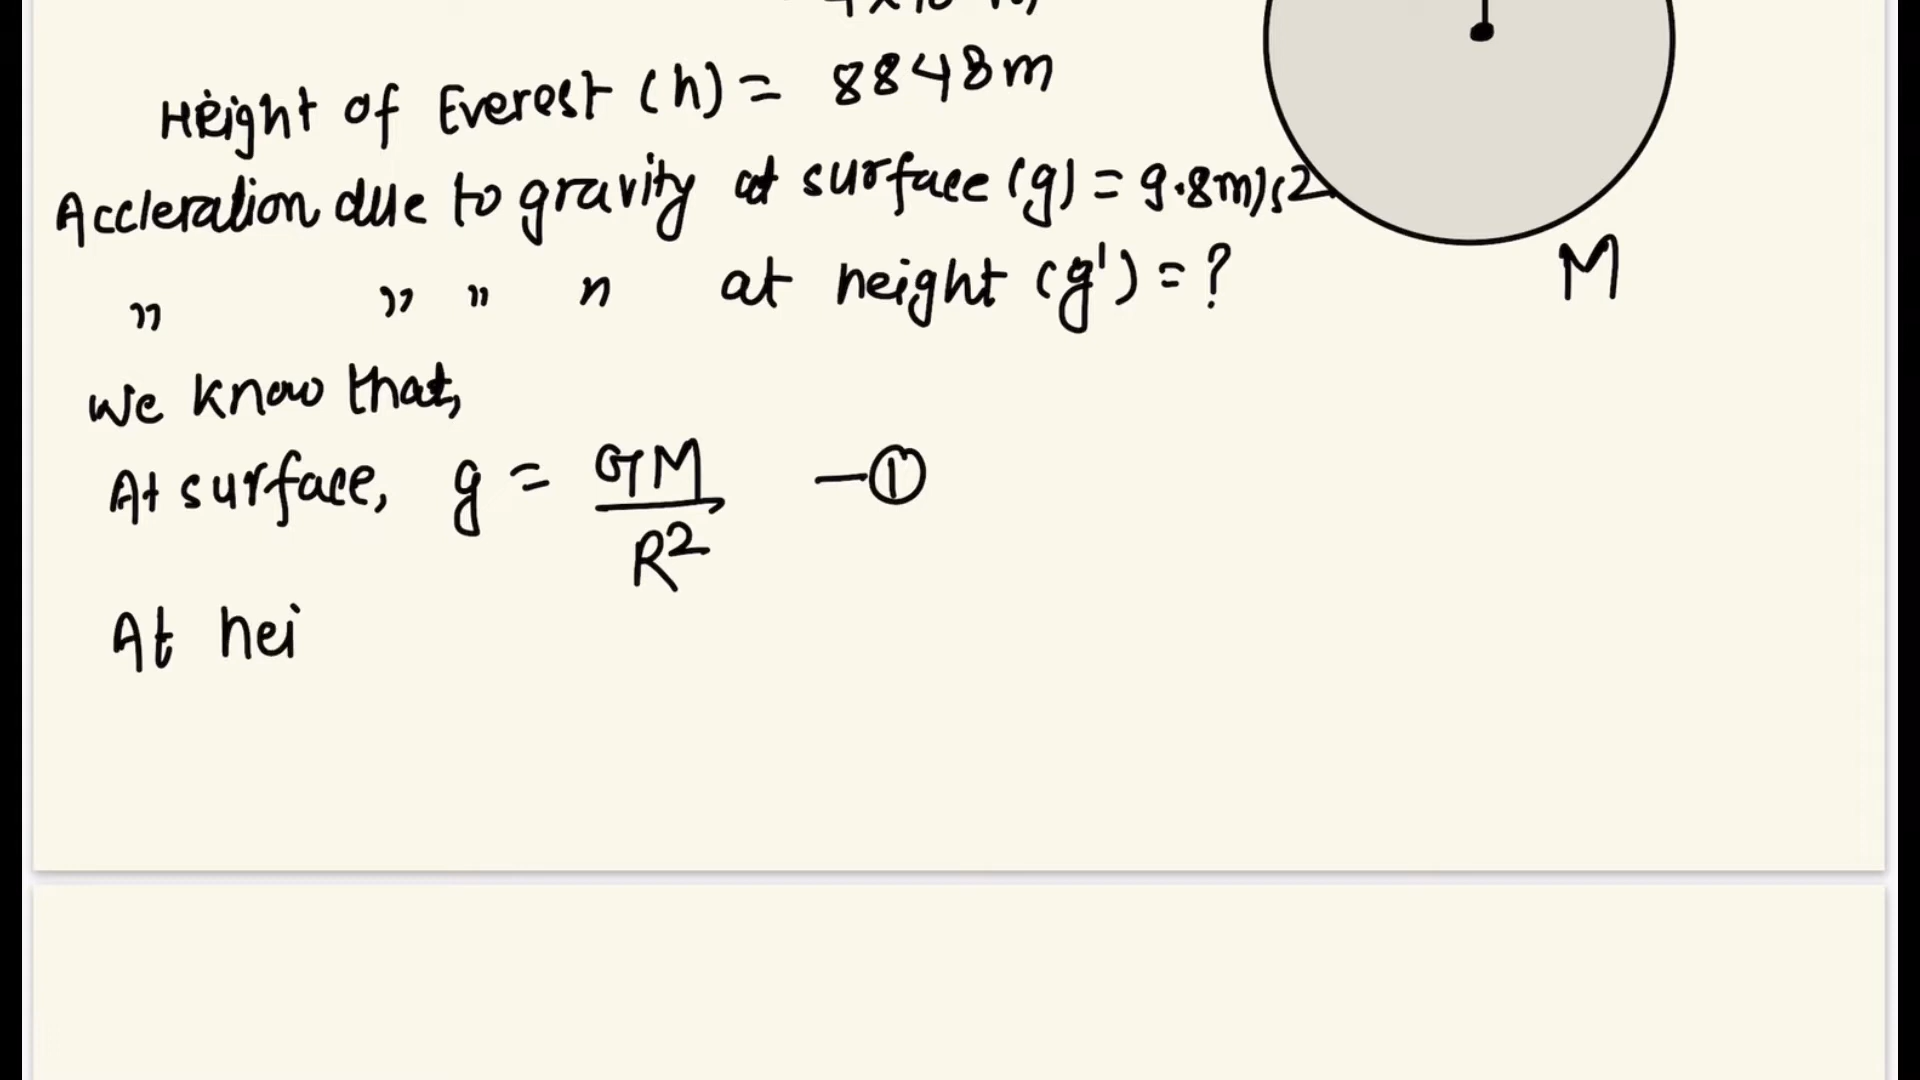 Height of Everest (h) = 8848m
Accleration due to gravity at surface (g) = 9.8m/s2
" " " " at height (g') = ?
We know that,
At surface, g = GM / R² —①
At hei
M